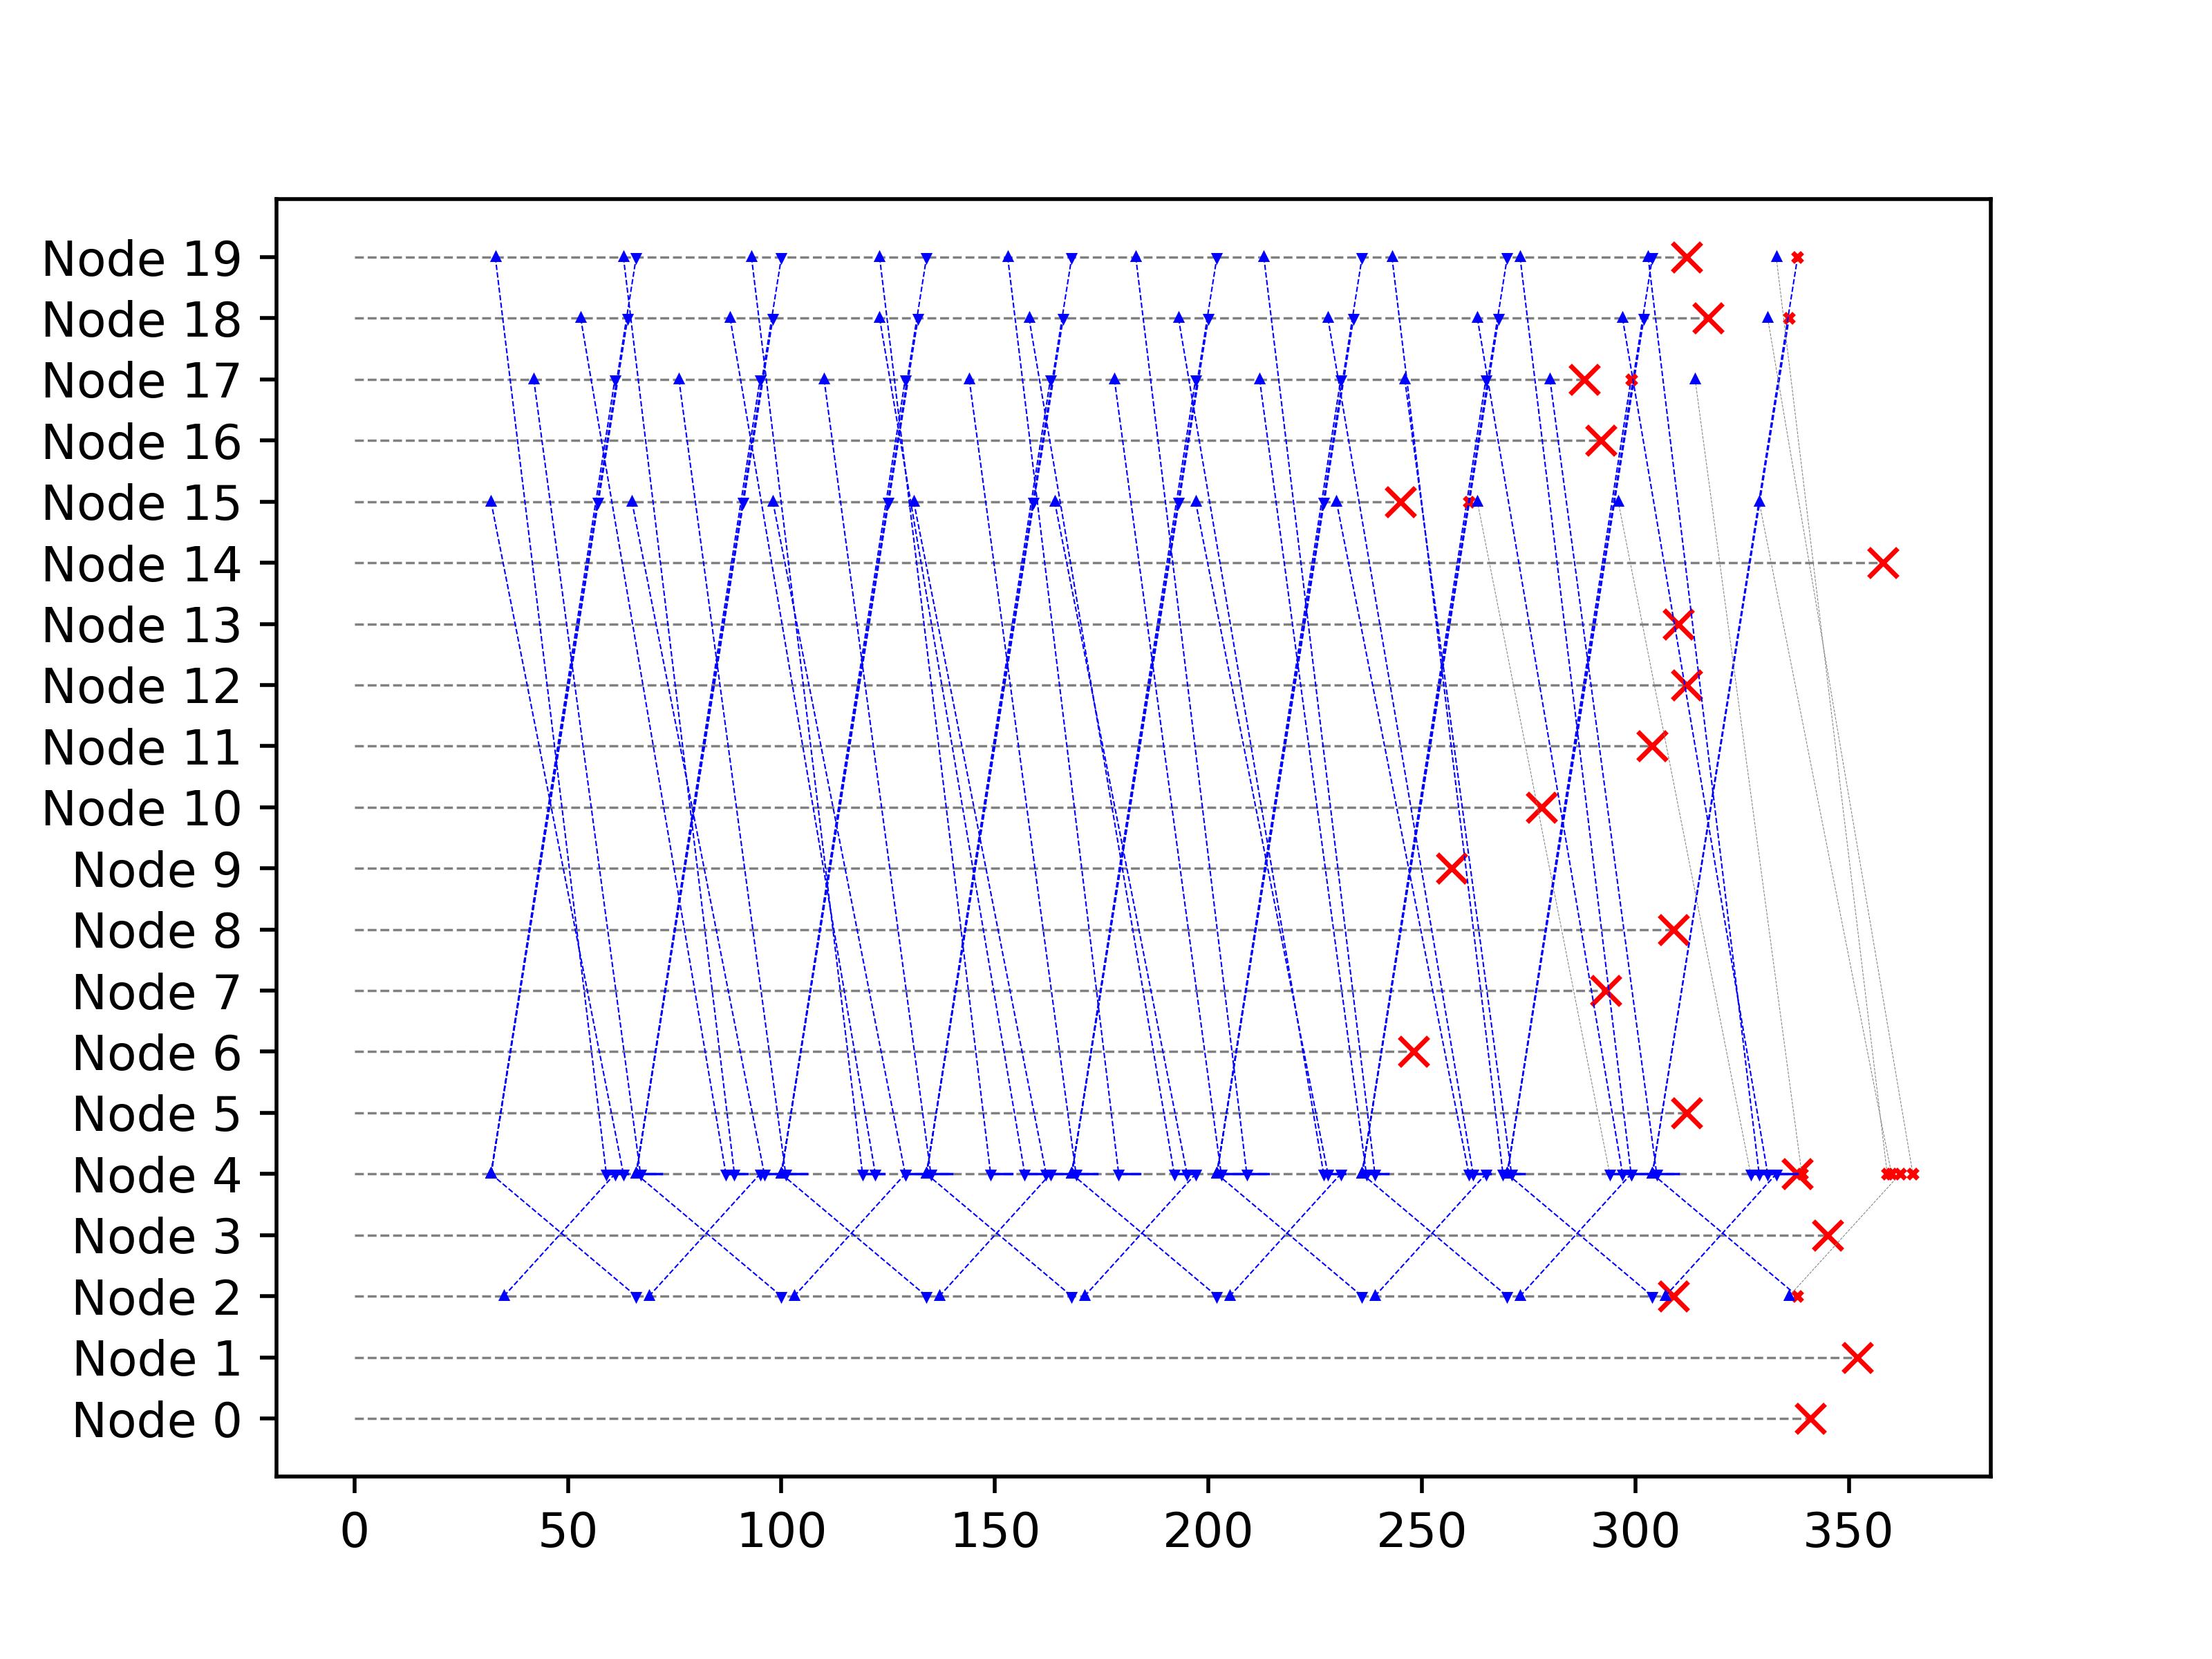 Node 19
Node 18
Node 17
Node 16
Node 15
Node 14
Node 13
Node 12
Node 11
Node 10
Node 9
Node 8
Node 7
Node 6
Node 5
Node 4
Node 3
Node 2
Node 1
Node 0
0 50 100 150 200 250 300 350